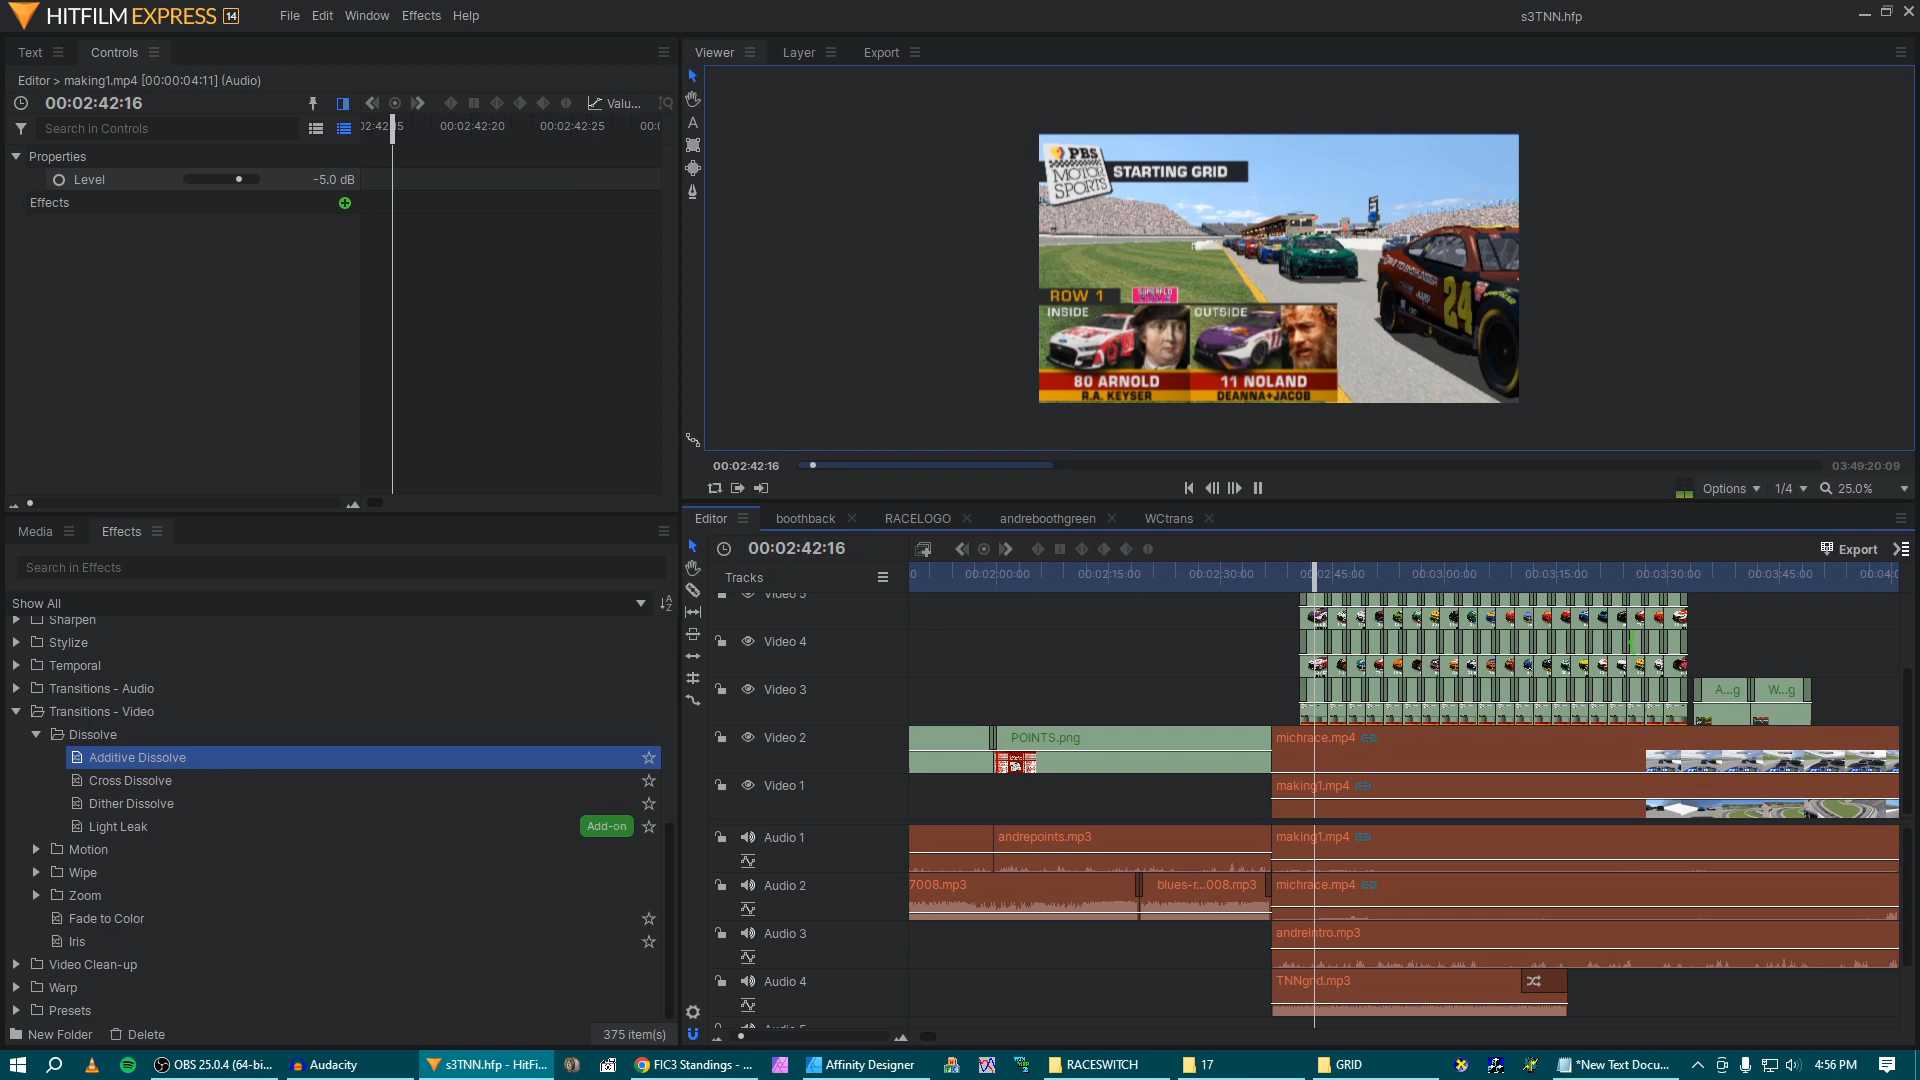 HITFILM EXPRESS 14
File Edit Window Effects Help
s3TNN.hfp
Text
Controls
Editor > making1.mp4 [00:00:04:11] (Audio)
00:02:42:16
Valu...
Search in Controls
00:02:42:20
00:02:42:25
Properties
Level
-5.0 dB
Effects
Media
Effects
Search in Effects
Show All
Sharpen
Stylize
Temporal
Transitions - Audio
Transitions - Video
Dissolve
Additive Dissolve
Cross Dissolve
Dither Dissolve
Light Leak
Add-on
Motion
Wipe
Zoom
Fade to Color
Iris
Video Clean-up
Warp
Presets
New Folder
Delete
375 item(s)
Viewer
Layer
Export
PBS
MOTOR
SPORTS
STARTING GRID
24
ROW 1
INSIDE
OUTSIDE
80 ARNOLD
11 NOLAND
R.A. KEYSER
DEANNA+JACOB
00:02:42:16
03:49:20:09
Options
1/4
25.0%
Editor
boothback
RACELOGO
andreboothgreen
WCtrans
00:02:42:16
Export
Tracks
00:02:00:00
00:02:15:00
00:02:30:00
00:02:45:00
00:03:00:00
00:03:15:00
00:03:30:00
00:03:45:00
Video 5
Video 4
Video 3
A...g
W...g
Video 2
POINTS.png
michrace.mp4
Video 1
making1.mp4
Audio 1
andrepoints.mp3
making1.mp4
Audio 2
7008.mp3
blues-r...008.mp3
michrace.mp4
Audio 3
andreintro.mp3
Audio 4
TNNgrid.mp3
OBS 25.0.4 (64-bi...
Audacity
s3TNN.hfp - HitFi...
FIC3 Standings - ...
Affinity Designer
RACESWITCH
17
GRID
*New Text Docu...
4:56 PM